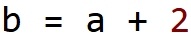 b = a + 2